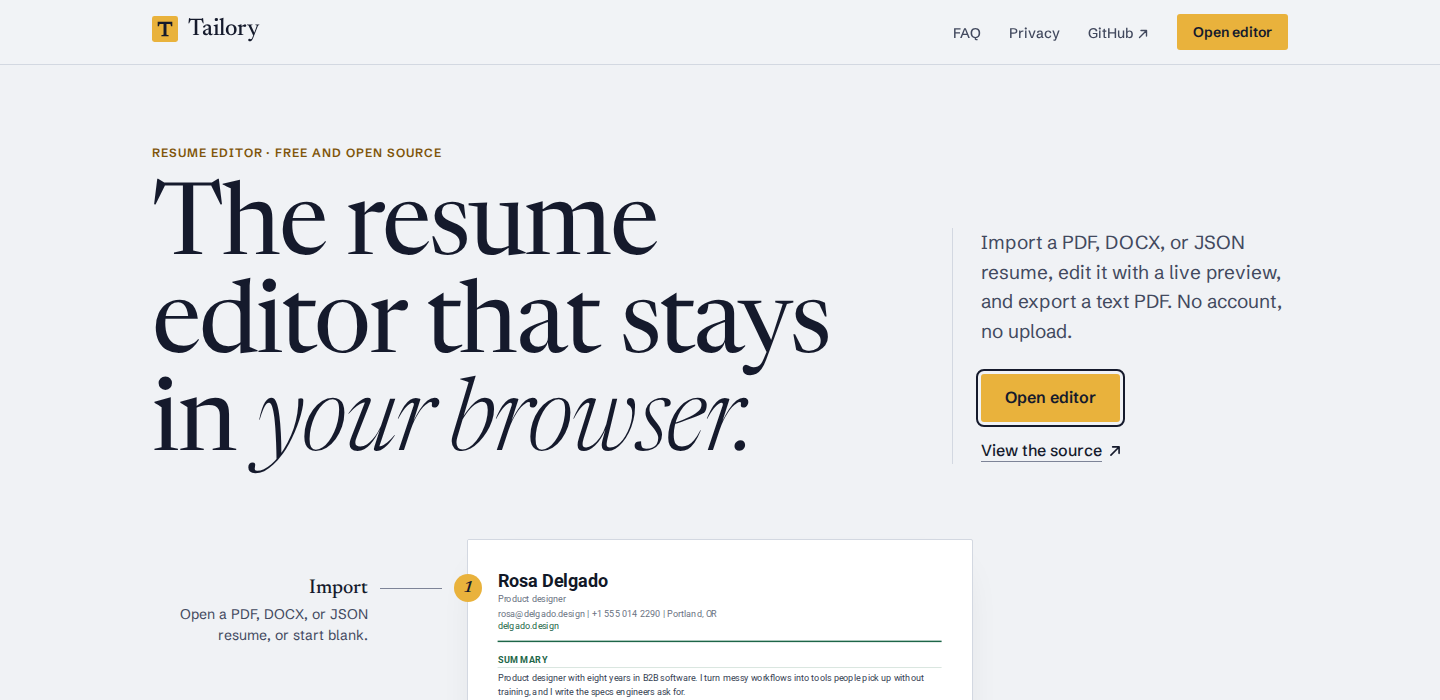 T Tailory
FAQ
Privacy
GitHub ↗
Open editor
RESUME EDITOR · FREE AND OPEN SOURCE
The resume
editor that stays
in your browser.
Import a PDF, DOCX, or JSON
resume, edit it with a live preview,
and export a text PDF. No account,
no upload.
Open editor
View the source ↗
Import
Open a PDF, DOCX, or JSON
resume, or start blank.
1
Rosa Delgado
Product designer
rosa@delgado.design | +1 555 014 2290 | Portland, OR
delgado.design
SUMMARY
Product designer with eight years in B2B software. I turn messy workflows into tools people pick up without
training, and I write the specs engineers ask for.